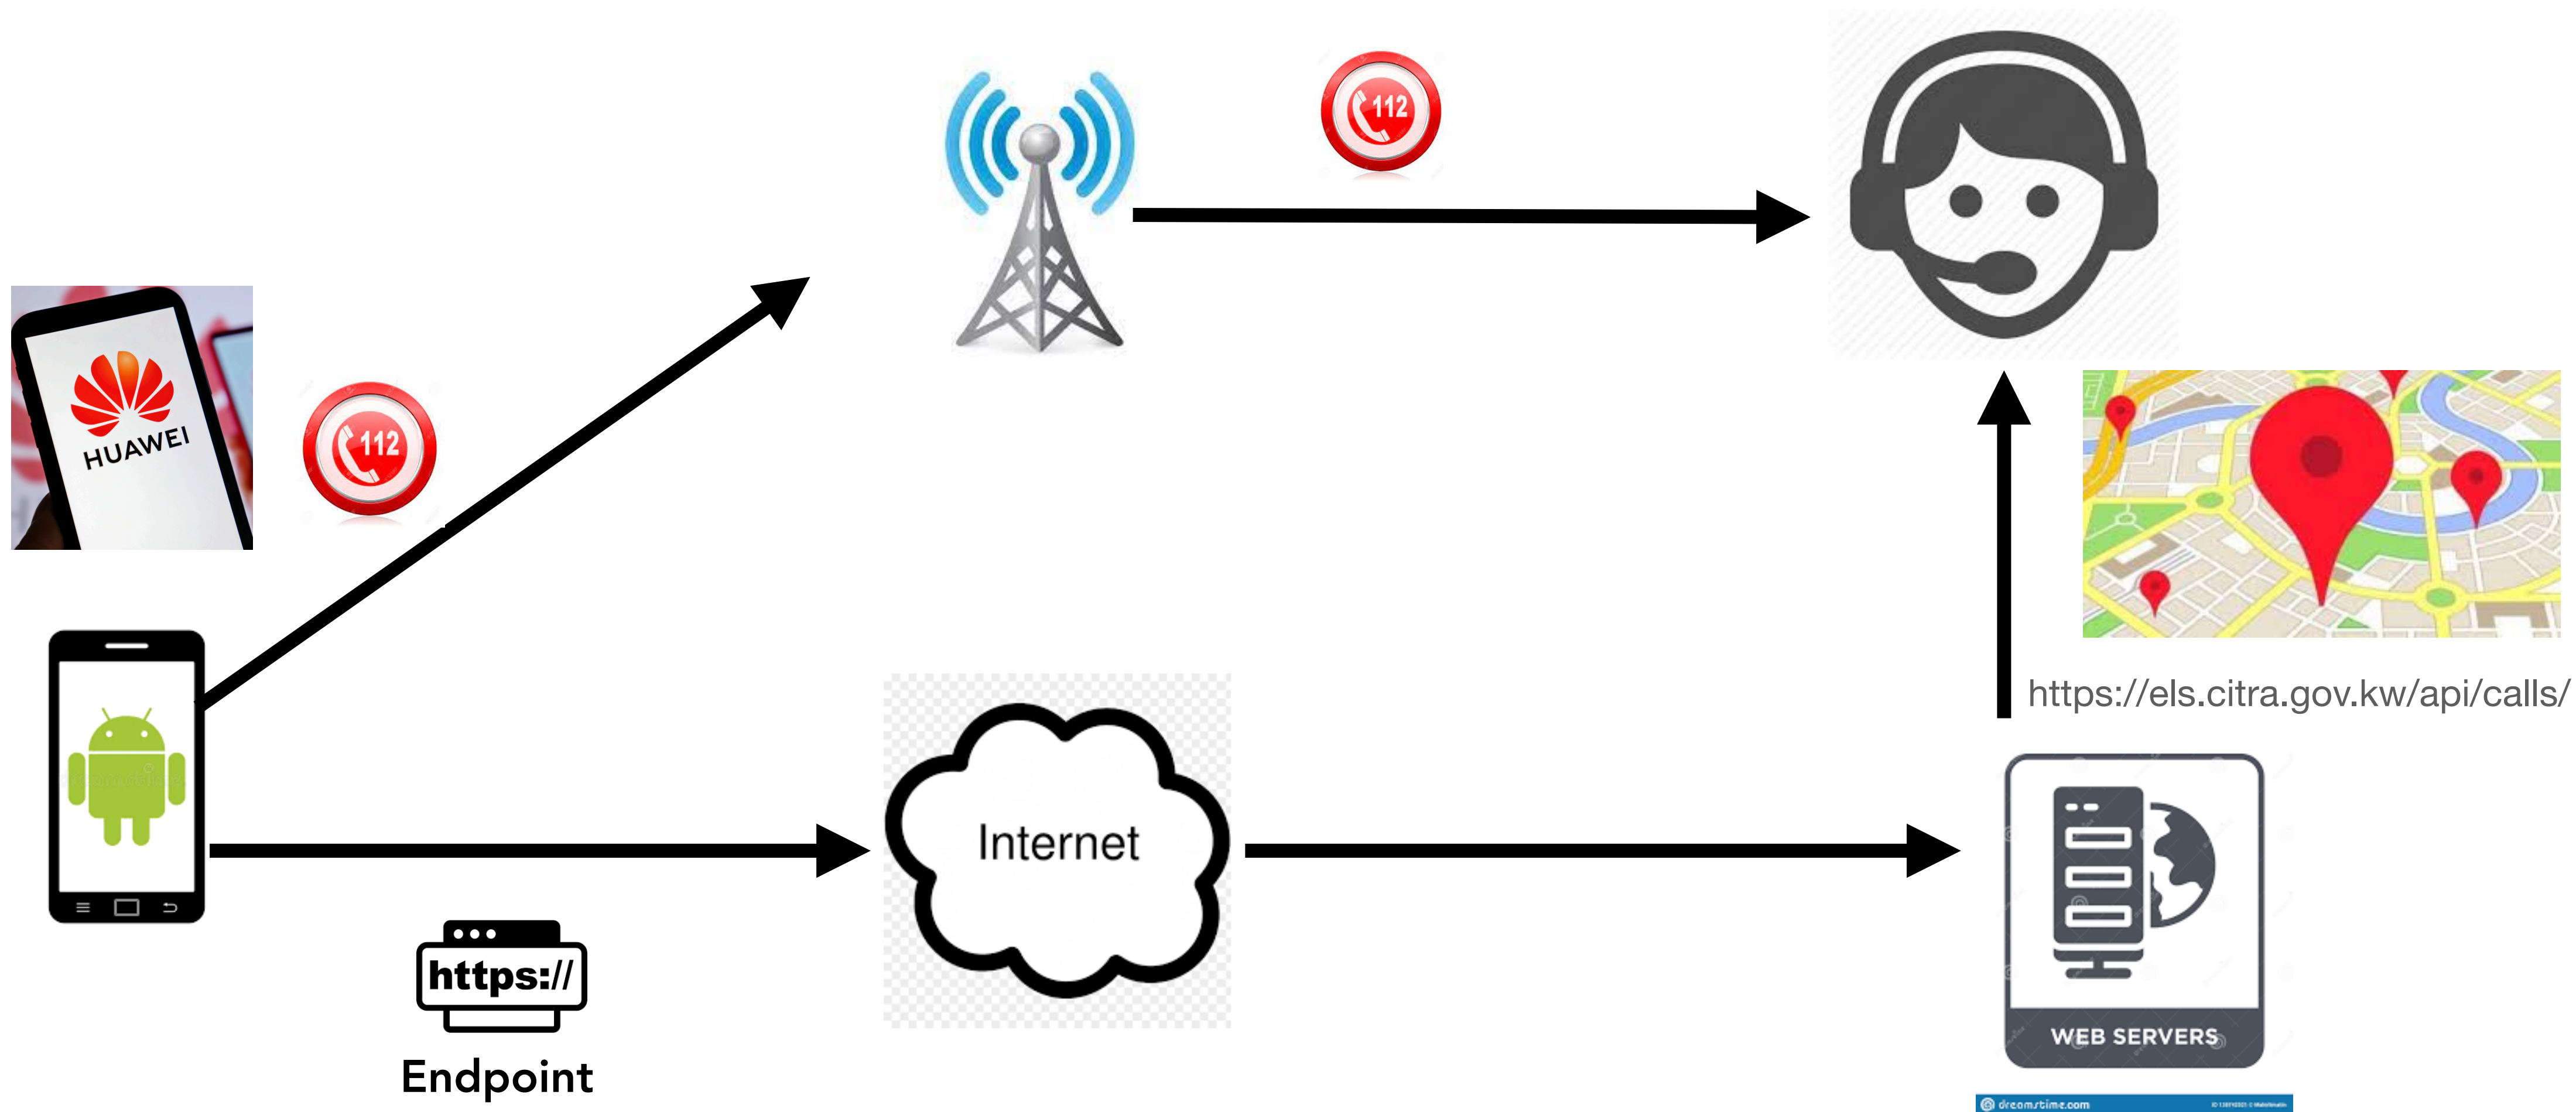 112
HUAWEI
112
https://els.citra.gov.kw/api/calls/
Internet
https://
Endpoint
WEB SERVERS
dreamstime.com